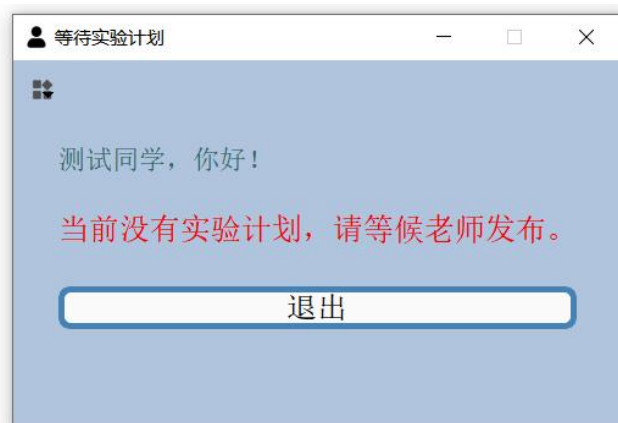 等待实验计划
测试同学，你好！
当前没有实验计划，请等候老师发布。
退出